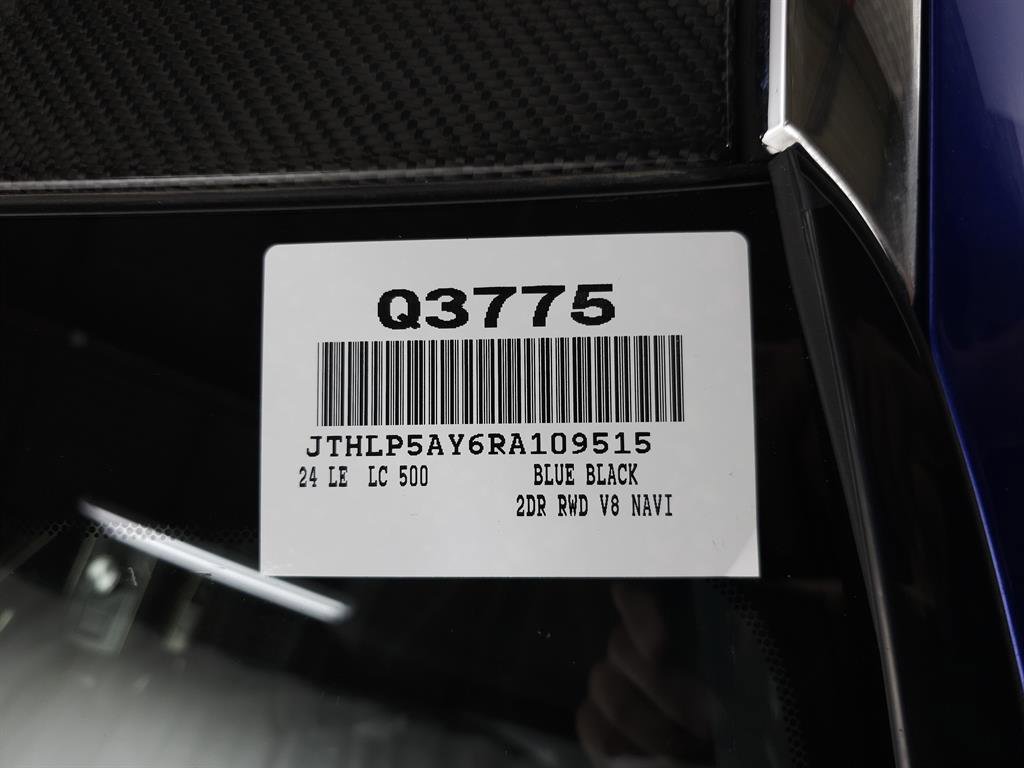 Q3775
JTHLP5AY6RA109515
24 LE LC 500 BLUE BLACK
2DR RWD V8 NAVI